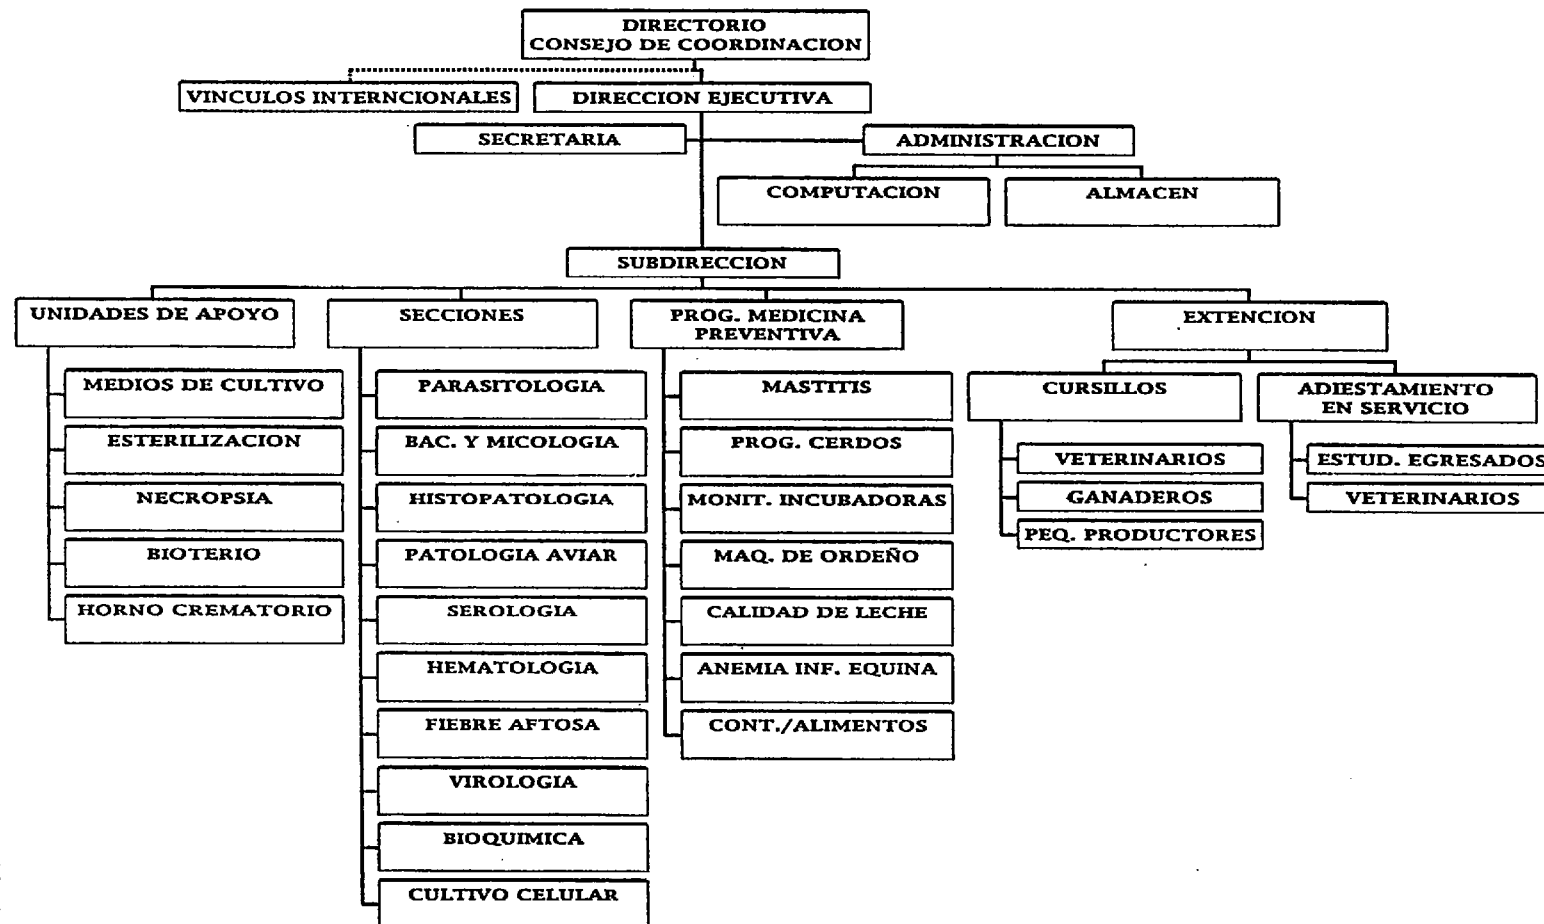 DIRECTORIO
CONSEJO DE COORDINACION
VINCULOS INTERNCIONALES
DIRECCION EJECUTIVA
SECRETARIA
ADMINISTRACION
COMPUTACION
ALMACEN
SUBDIRECCION
UNIDADES DE APOYO
MEDIOS DE CULTIVO
ESTERILIZACION
NECROPSIA
BIOTERIO
HORNO CREMATORIO
SECCIONES
PARASITOLOGIA
BAC. Y MICOLOGIA
HISTOPATOLOGIA
PATOLOGIA AVIAR
SEROLOGIA
HEMATOLOGIA
FIEBRE AFTOSA
VIROLOGIA
BIOQUIMICA
CULTIVO CELULAR
PROG. MEDICINA
PREVENTIVA
MASTITIS
PROG. CERDOS
MONIT. INCUBADORAS
MAQ. DE ORDEÑO
CALIDAD DE LECHE
ANEMIA INF. EQUINA
CONT./ALIMENTOS
EXTENCION
CURSILLOS
VETERINARIOS
GANADEROS
PEQ. PRODUCTORES
ADIESTAMIENTO
EN SERVICIO
ESTUD. EGRESADOS
VETERINARIOS